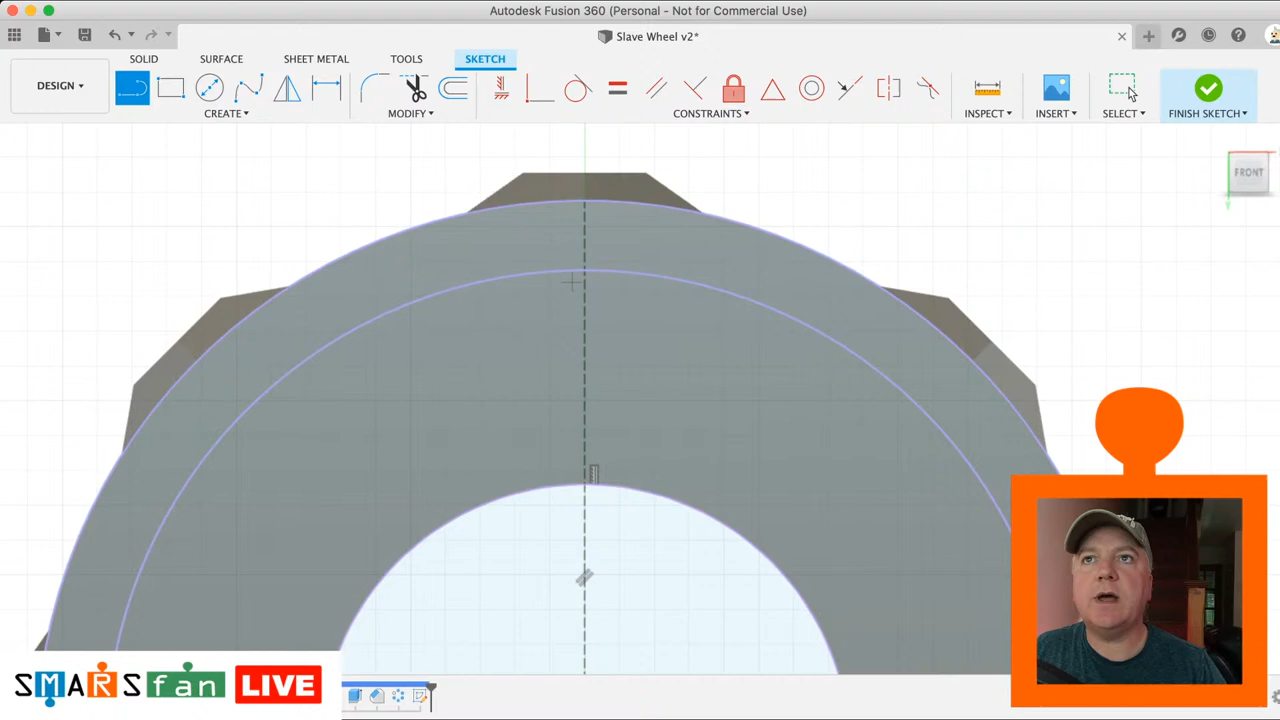 Autodesk Fusion 360 (Personal - Not for Commercial Use)
Slave Wheel v2*
DESIGN
SOLID
SURFACE
SHEET METAL
TOOLS
SKETCH
CREATE
MODIFY
CONSTRAINTS
INSPECT
INSERT
SELECT
FINISH SKETCH
FRONT
SMARSfan LIVE